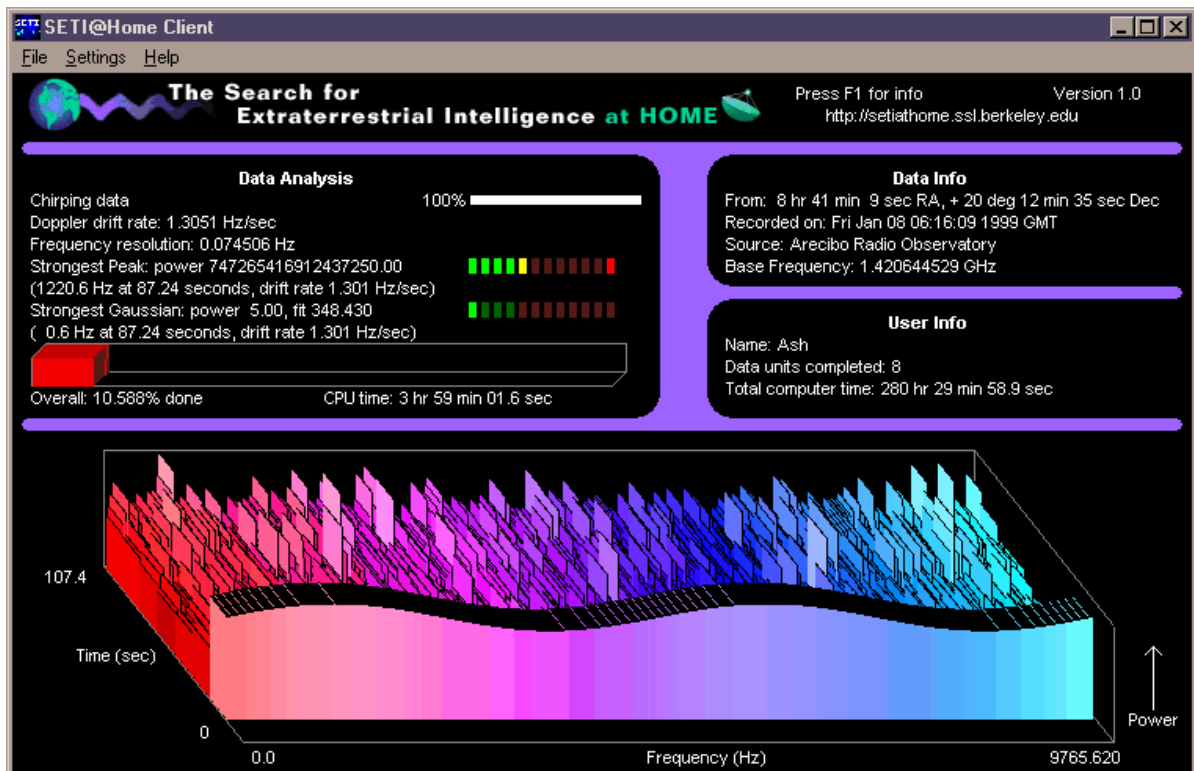 SETI@Home Client
File Settings Help
The Search for
Extraterrestrial Intelligence at HOME
Press F1 for info Version 1.0
http://setiathome.ssl.berkeley.edu
Data Analysis
Chirping data 100%
Doppler drift rate: 1.3051 Hz/sec
Frequency resolution: 0.074506 Hz
Strongest Peak: power 747265416912437250.00
(1220.6 Hz at 87.24 seconds, drift rate 1.301 Hz/sec)
Strongest Gaussian: power 5.00, fit 348.430
( 0.6 Hz at 87.24 seconds, drift rate 1.301 Hz/sec)
Overall: 10.588% done CPU time: 3 hr 59 min 01.6 sec
Data Info
From: 8 hr 41 min 9 sec RA, + 20 deg 12 min 35 sec Dec
Recorded on: Fri Jan 08 06:16:09 1999 GMT
Source: Arecibo Radio Observatory
Base Frequency: 1.420644529 GHz
User Info
Name: Ash
Data units completed: 8
Total computer time: 280 hr 29 min 58.9 sec
107.4
Time (sec)
0
0.0 Frequency (Hz) 9765.620
Power